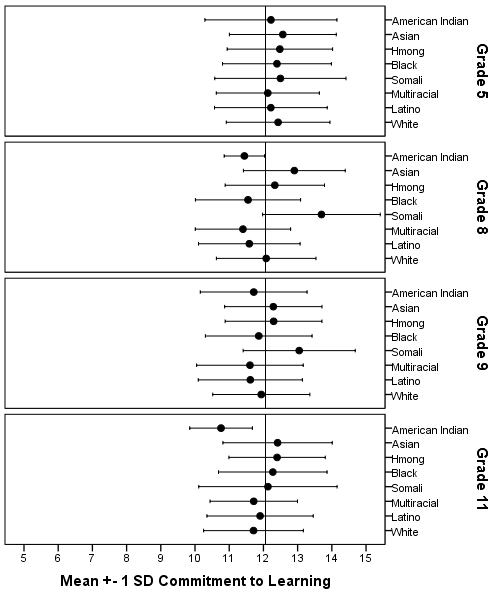 American Indian
Asian
Hmong
Black
Somali
Multiracial
Latino
White
Grade 5
American Indian
Asian
Hmong
Black
Somali
Multiracial
Latino
White
Grade 8
American Indian
Asian
Hmong
Black
Somali
Multiracial
Latino
White
Grade 9
American Indian
Asian
Hmong
Black
Somali
Multiracial
Latino
White
Grade 11
5 6 7 8 9 10 11 12 13 14 15
Mean +- 1 SD Commitment to Learning